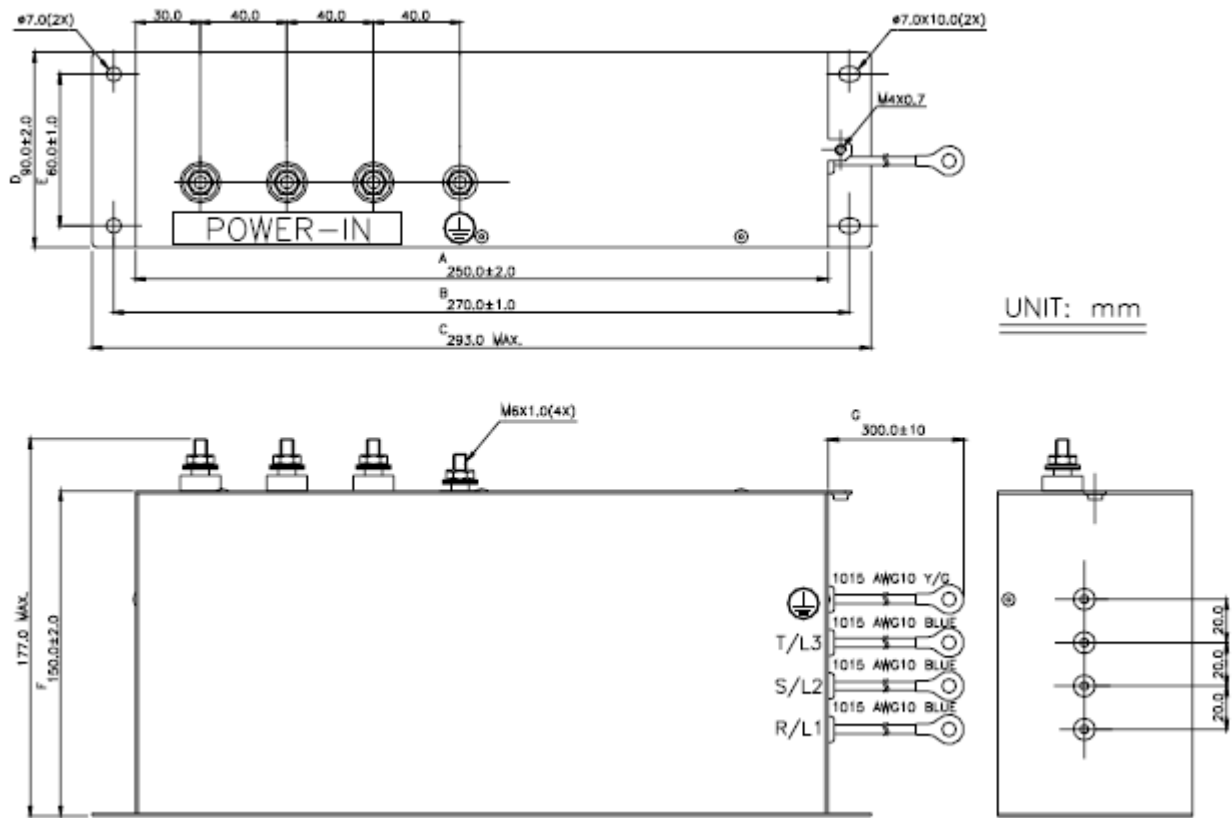 30.0
40.0
40.0
40.0
ø7.0(2X)
ø7.0X10.0(2X)
M4X0.7
D
90.0±2.0
E
60.0±1.0
POWER-IN
A
250.0±2.0
B
270.0±1.0
C
293.0 MAX.
UNIT: mm
M6X1.0(4X)
G
300.0±10
177.0 MAX.
F
150.0±2.0
1015 AWG10 Y/G
T/L3
1015 AWG10 BLUE
S/L2
1015 AWG10 BLUE
R/L1
1015 AWG10 BLUE
20.0
20.0
20.0